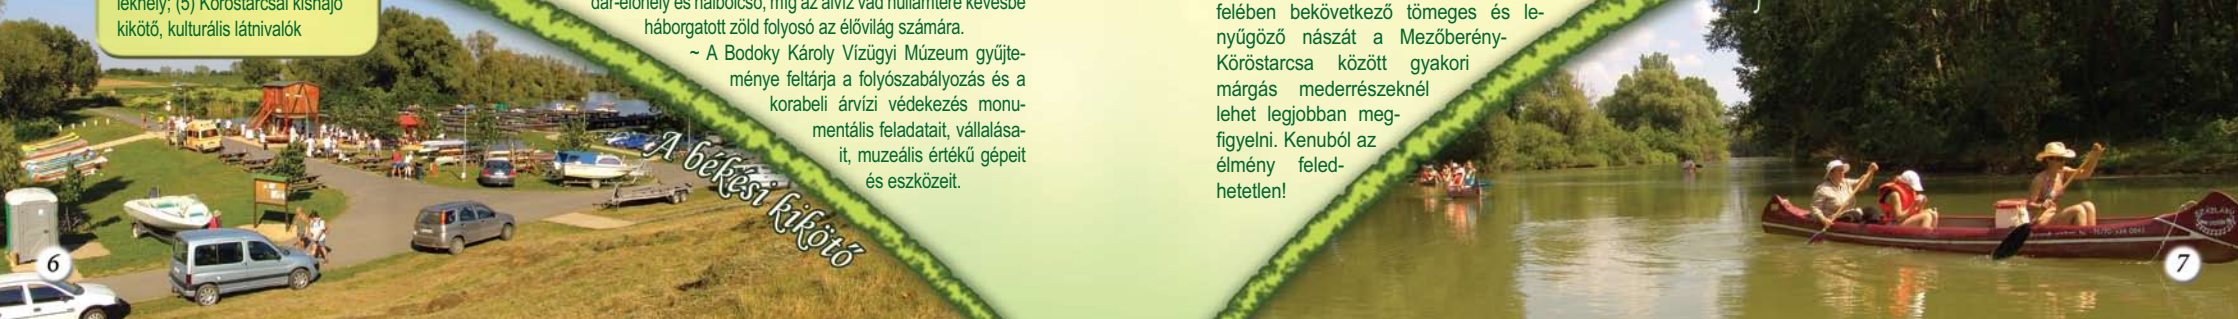 lékhely; (5) Köröstarcsai kishajó
kikötő, kulturális látnivalók
dár-élőhely és halbölcső, míg az alvíz vad hullámtere kevésbé
háborgatott zöld folyosó az élővilág számára.
~ A Bodoky Károly Vízügyi Múzeum gyűjte-
ménye feltárja a folyószabályozás és a
korabeli árvízi védekezés monu-
mentális feladatait, vállalása-
it, muzeális értékű gépeit
és eszközeit.
A békési kikötő
6
felében bekövetkező tömeges és le-
nyűgöző nászát a Mezőberény-
Köröstarcsa között gyakori
márgás mederrészeknél
lehet legjobban meg-
figyelni. Kenuból az
élmény feled-
hetetlen!
7